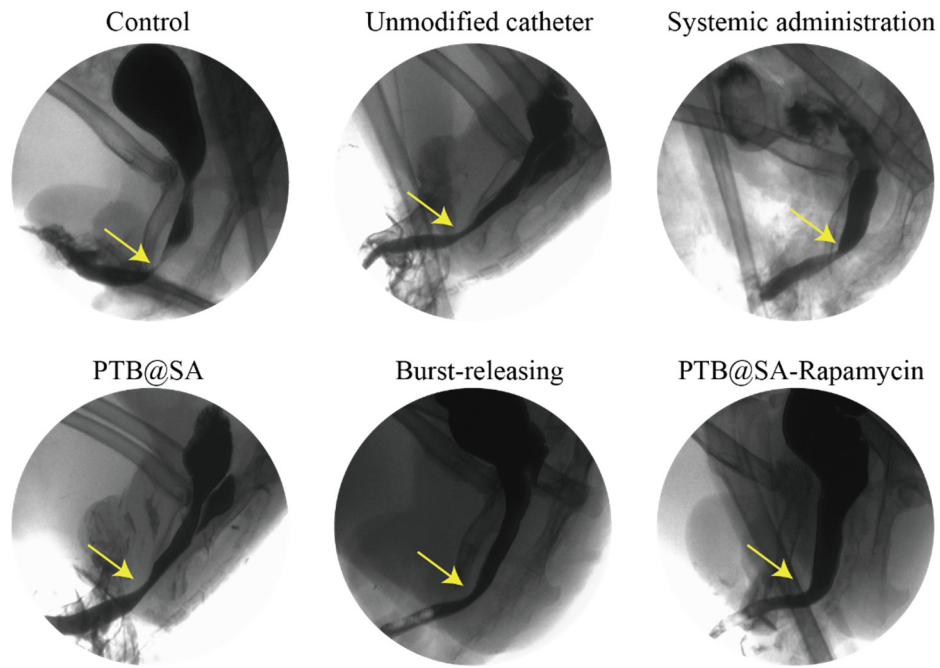 Control
Unmodified catheter
Systemic administration
PTB@SA
Burst-releasing
PTB@SA-Rapamycin